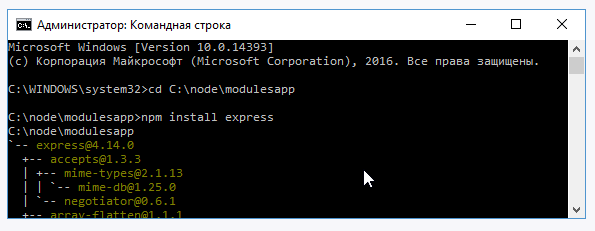 Администратор: Командная строка
Microsoft Windows [Version 10.0.14393]
(c) Корпорация Майкрософт (Microsoft Corporation), 2016. Все права защищены.
C:\WINDOWS\system32>cd C:\node\modulesapp
C:\node\modulesapp>npm install express
C:\node\modulesapp
`-- express@4.14.0
  +-- accepts@1.3.3
  | +-- mime-types@2.1.13
  | | `-- mime-db@1.25.0
  | `-- negotiator@0.6.1
  +-- array-flatten@1.1.1